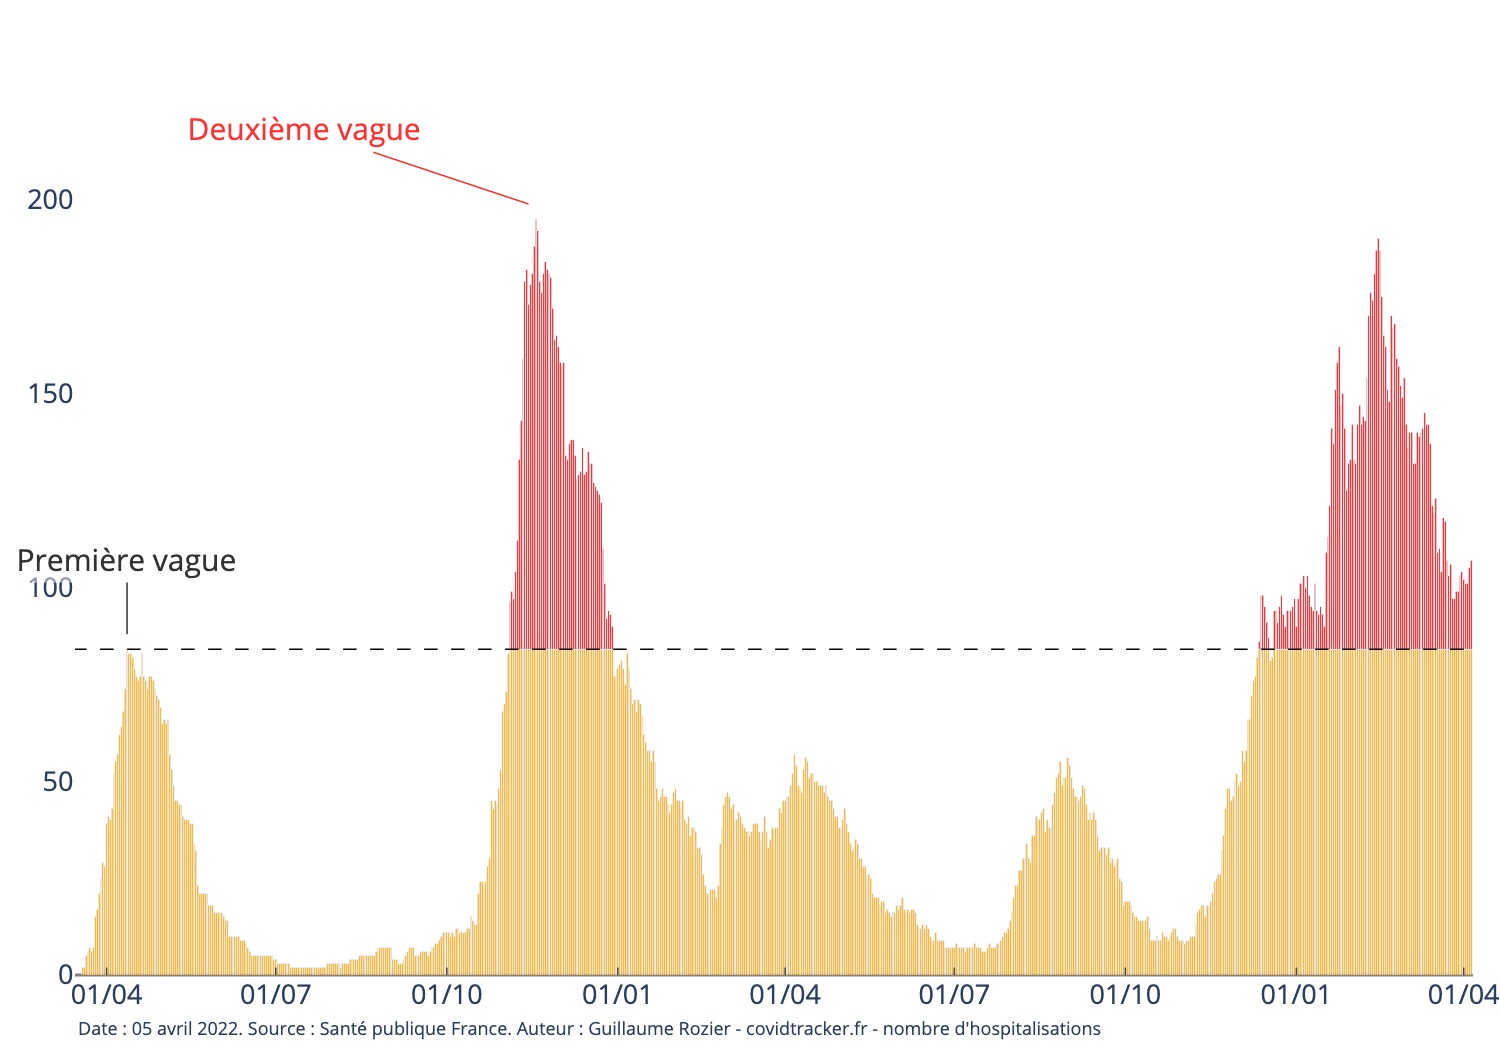 Deuxième vague
200
150
Première vague
100
50
0
01/04 01/07 01/10 01/01 01/04 01/07 01/10 01/01 01/04
Date : 05 avril 2022. Source : Santé publique France. Auteur : Guillaume Rozier - covidtracker.fr - nombre d'hospitalisations